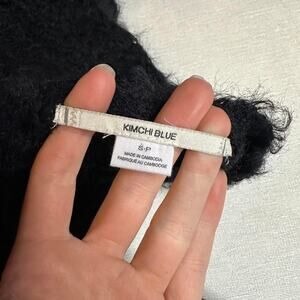 KIMCHI BLUE
S-P
MADE IN CAMBODIA
FABRIQUÉ AU CAMBODGE